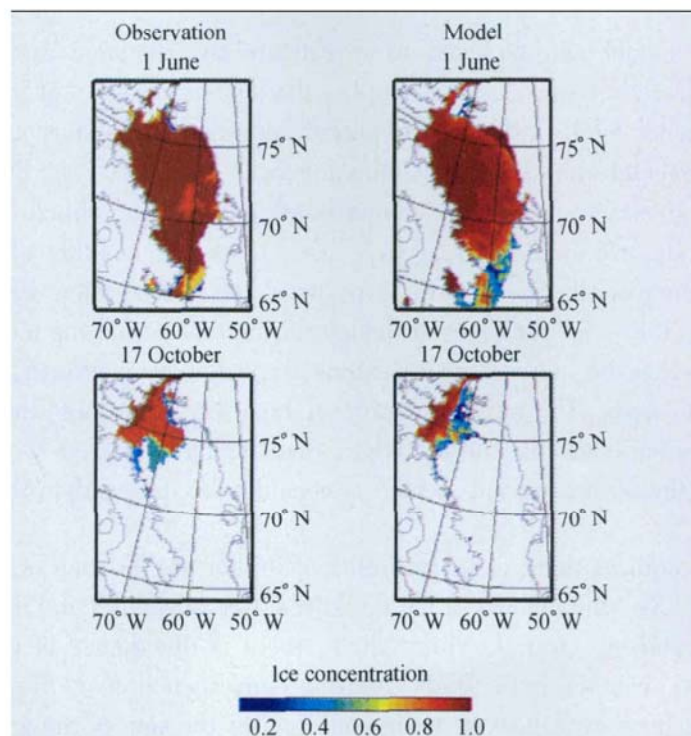 Observation Model
1 June 1 June
75° N 75° N
70° N 70° N
65° N 65° N
70° W 60° W 50° W 70° W 60° W 50° W
17 October 17 October
75° N 75° N
70° N 70° N
65° N 65° N
70° W 60° W 50° W 70° W 60° W 50° W
Ice concentration
0.2 0.4 0.6 0.8 1.0